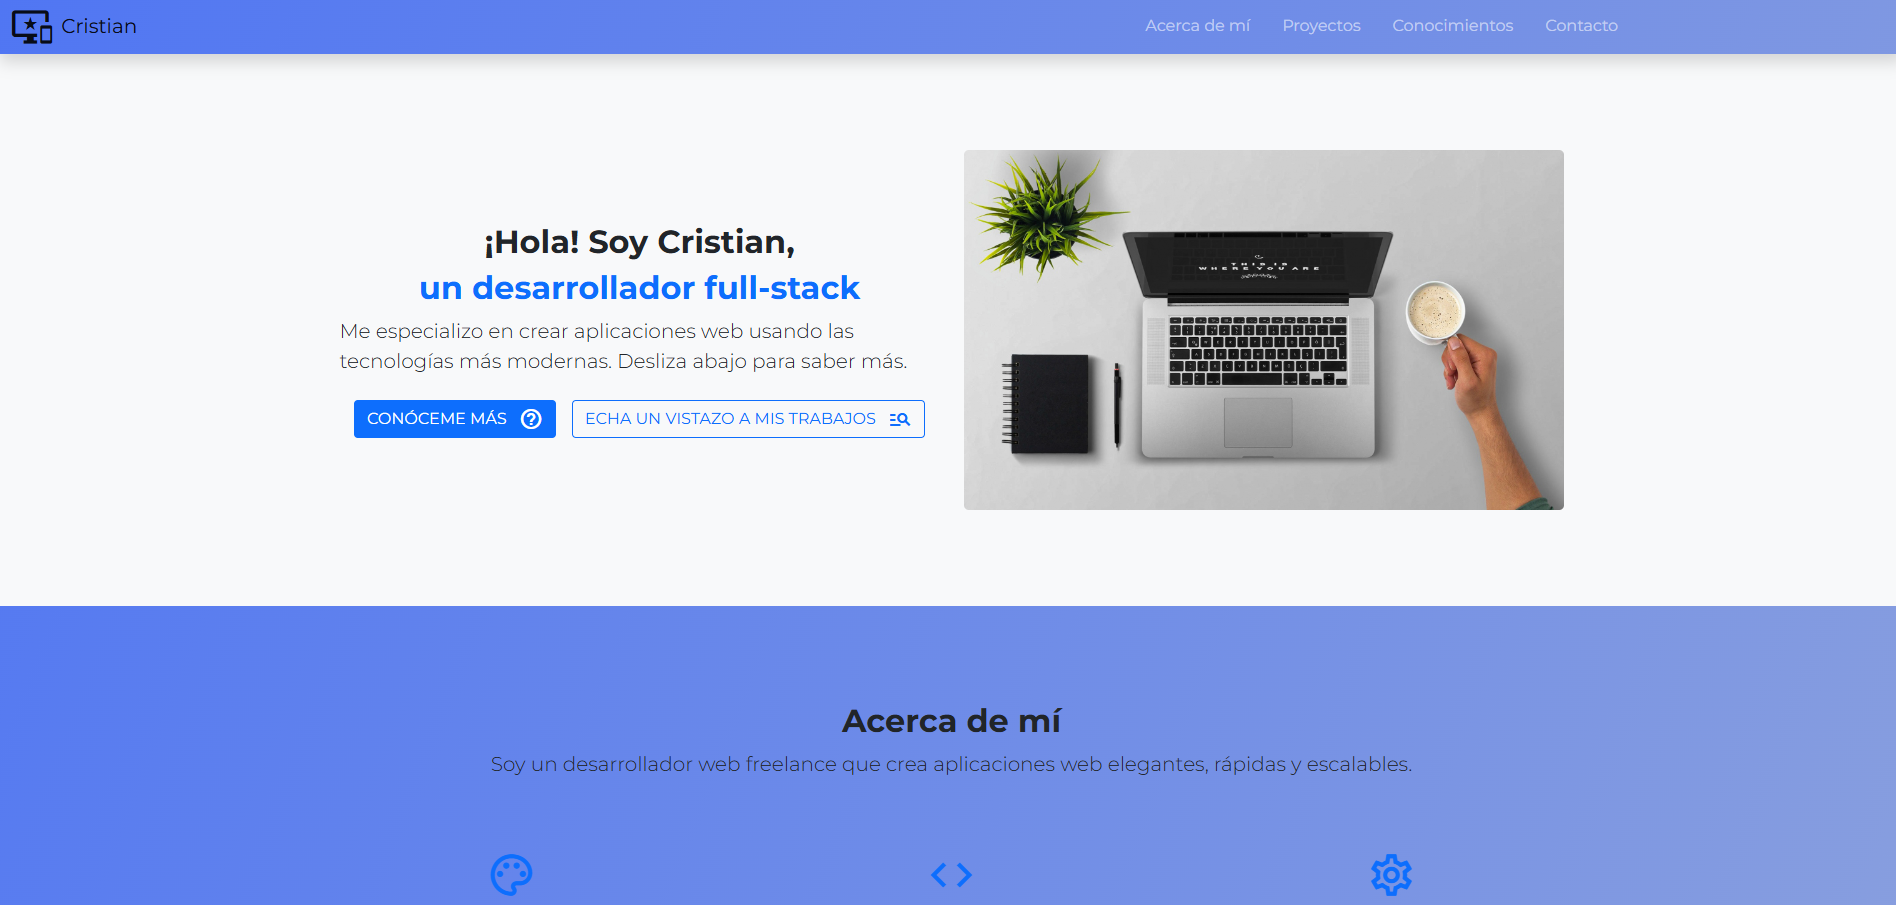 Cristian
Acerca de mí
Proyectos
Conocimientos
Contacto
¡Hola! Soy Cristian,
un desarrollador full-stack
Me especializo en crear aplicaciones web usando las
tecnologías más modernas. Desliza abajo para saber más.
CONÓCEME MÁS
ECHA UN VISTAZO A MIS TRABAJOS
THIS IS
WHERE YOU ARE
Acerca de mí
Soy un desarrollador web freelance que crea aplicaciones web elegantes, rápidas y escalables.